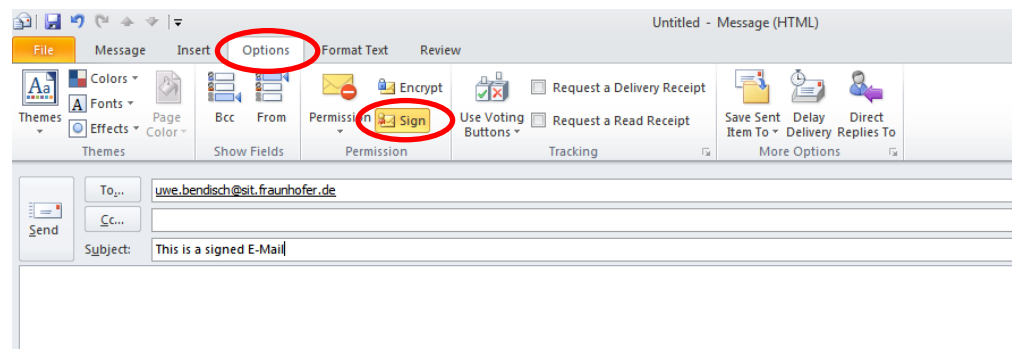 Untitled - Message (HTML)
File Message Insert Options Format Text Review
Colors
Fonts
Effects
Themes
Page
Color
Bcc From
Permission
Encrypt
Sign
Use Voting
Buttons
Request a Delivery Receipt
Request a Read Receipt
Save Sent
Item To
Delay
Delivery
Direct
Replies To
Themes Show Fields Permission Tracking More Options
Send
To... uwe.bendisch@sit.fraunhofer.de
Cc...
Subject: This is a signed E-Mail